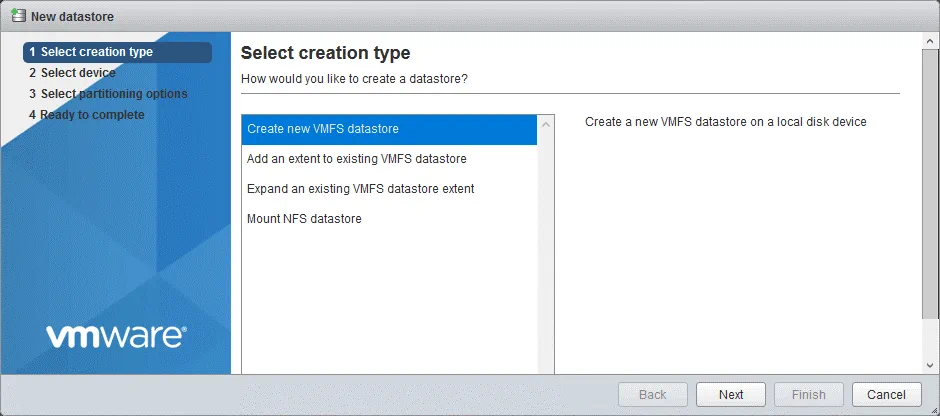 New datastore
1 Select creation type
2 Select device
3 Select partitioning options
4 Ready to complete
vmware®
Select creation type
How would you like to create a datastore?
Create new VMFS datastore
Add an extent to existing VMFS datastore
Expand an existing VMFS datastore extent
Mount NFS datastore
Create a new VMFS datastore on a local disk device
Back
Next
Finish
Cancel